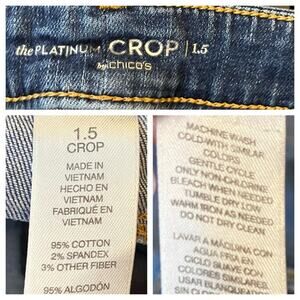 the PLATINUM CROP | 1.5
by chico's
1.5
CROP
MADE IN
VIETNAM
HECHO EN
VIETNAM
FABRIQUÉ EN
VIETNAM
95% COTTON
2% SPANDEX
3% OTHER FIBER
95% ALGODÓN
MACHINE WASH
COLD WITH SIMILAR
COLORS
GENTLE CYCLE
ONLY NON-CHLORINE
BLEACH WHEN NEEDED
TUMBLE DRY LOW
WARM IRON AS NEEDED
DO NOT DRY CLEAN
LAVAR A MÁQUINA CON
AGUA FRIA EN
CICLO SUAVE CON
COLORES SIMILARES.
USAR BLANQUEADOR